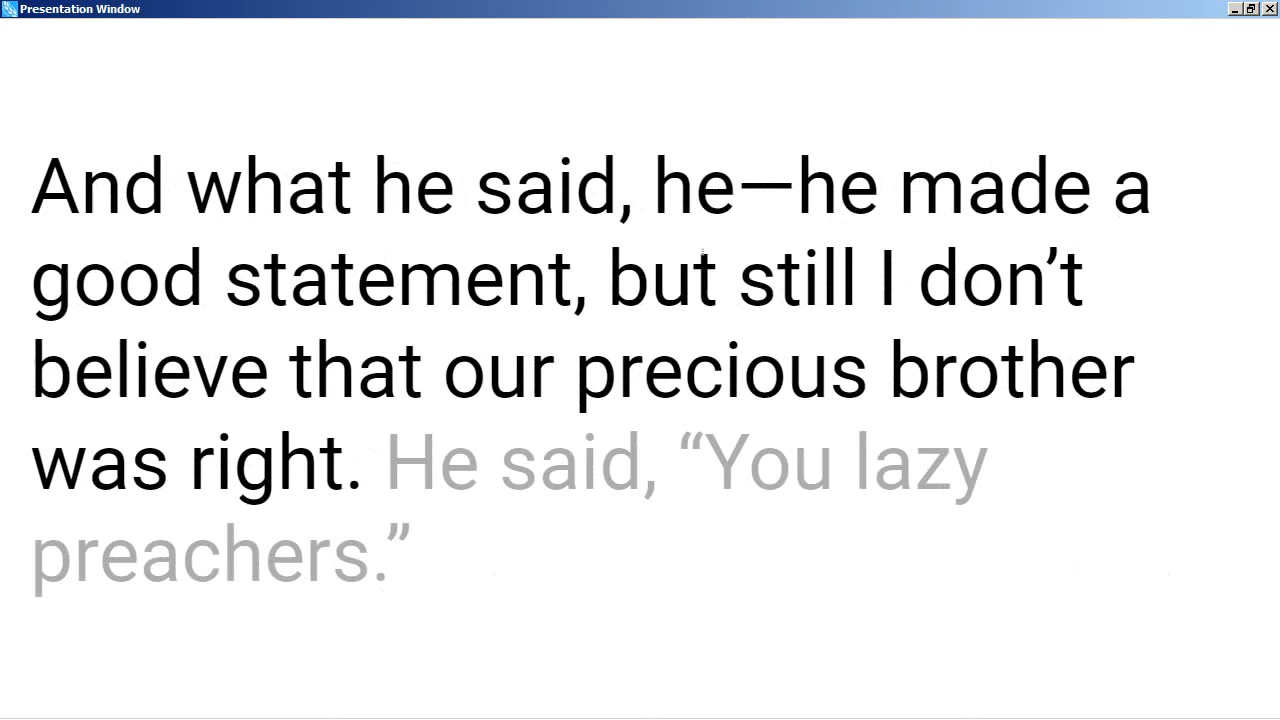 Presentation Window
And what he said, he—he made a
good statement, but still I don’t
believe that our precious brother
was right. He said, “You lazy
preachers.”